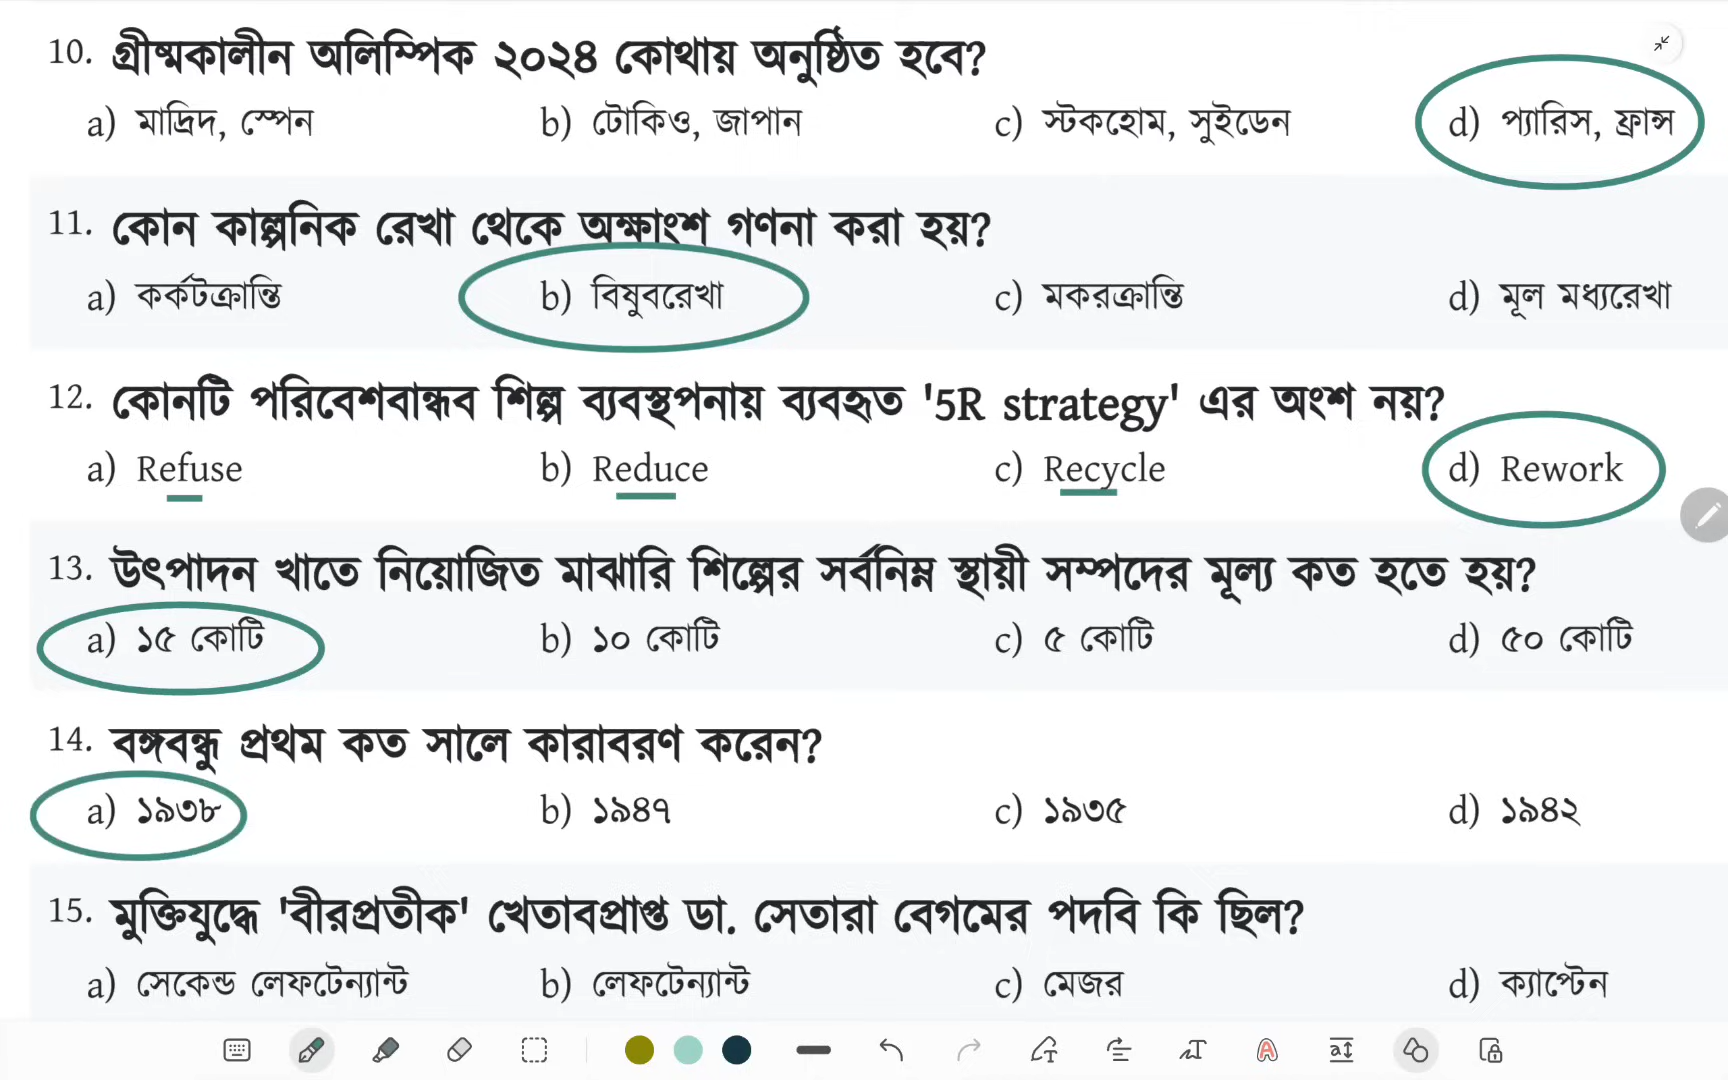 10. গ্রীষ্মকালীন অলিম্পিক ২০২৪ কোথায় অনুষ্ঠিত হবে?
a) মাদ্রিদ, স্পেন b) টোকিও, জাপান c) স্টকহোম, সুইডেন d) প্যারিস, ফ্রান্স
11. কোন কাল্পনিক রেখা থেকে অক্ষাংশ গণনা করা হয়?
a) কর্কটক্রান্তি b) বিষুবরেখা c) মকরক্রান্তি d) মূল মধ্যরেখা
12. কোনটি পরিবেশবান্ধব শিল্প ব্যবস্থপনায় ব্যবহৃত '5R strategy' এর অংশ নয়?
a) Refuse b) Reduce c) Recycle d) Rework
13. উৎপাদন খাতে নিয়োজিত মাঝারি শিল্পের সর্বনিম্ন স্থায়ী সম্পদের মূল্য কত হতে হয়?
a) ১৫ কোটি b) ১০ কোটি c) ৫ কোটি d) ৫০ কোটি
14. বঙ্গবন্ধু প্রথম কত সালে কারাবরণ করেন?
a) ১৯৩৮ b) ১৯৪৭ c) ১৯৩৫ d) ১৯৪২
15. মুক্তিযুদ্ধে 'বীরপ্রতীক' খেতাবপ্রাপ্ত ডা. সেতারা বেগমের পদবি কি ছিল?
a) সেকেন্ড লেফটেন্যান্ট b) লেফটেন্যান্ট c) মেজর d) ক্যাপ্টেন